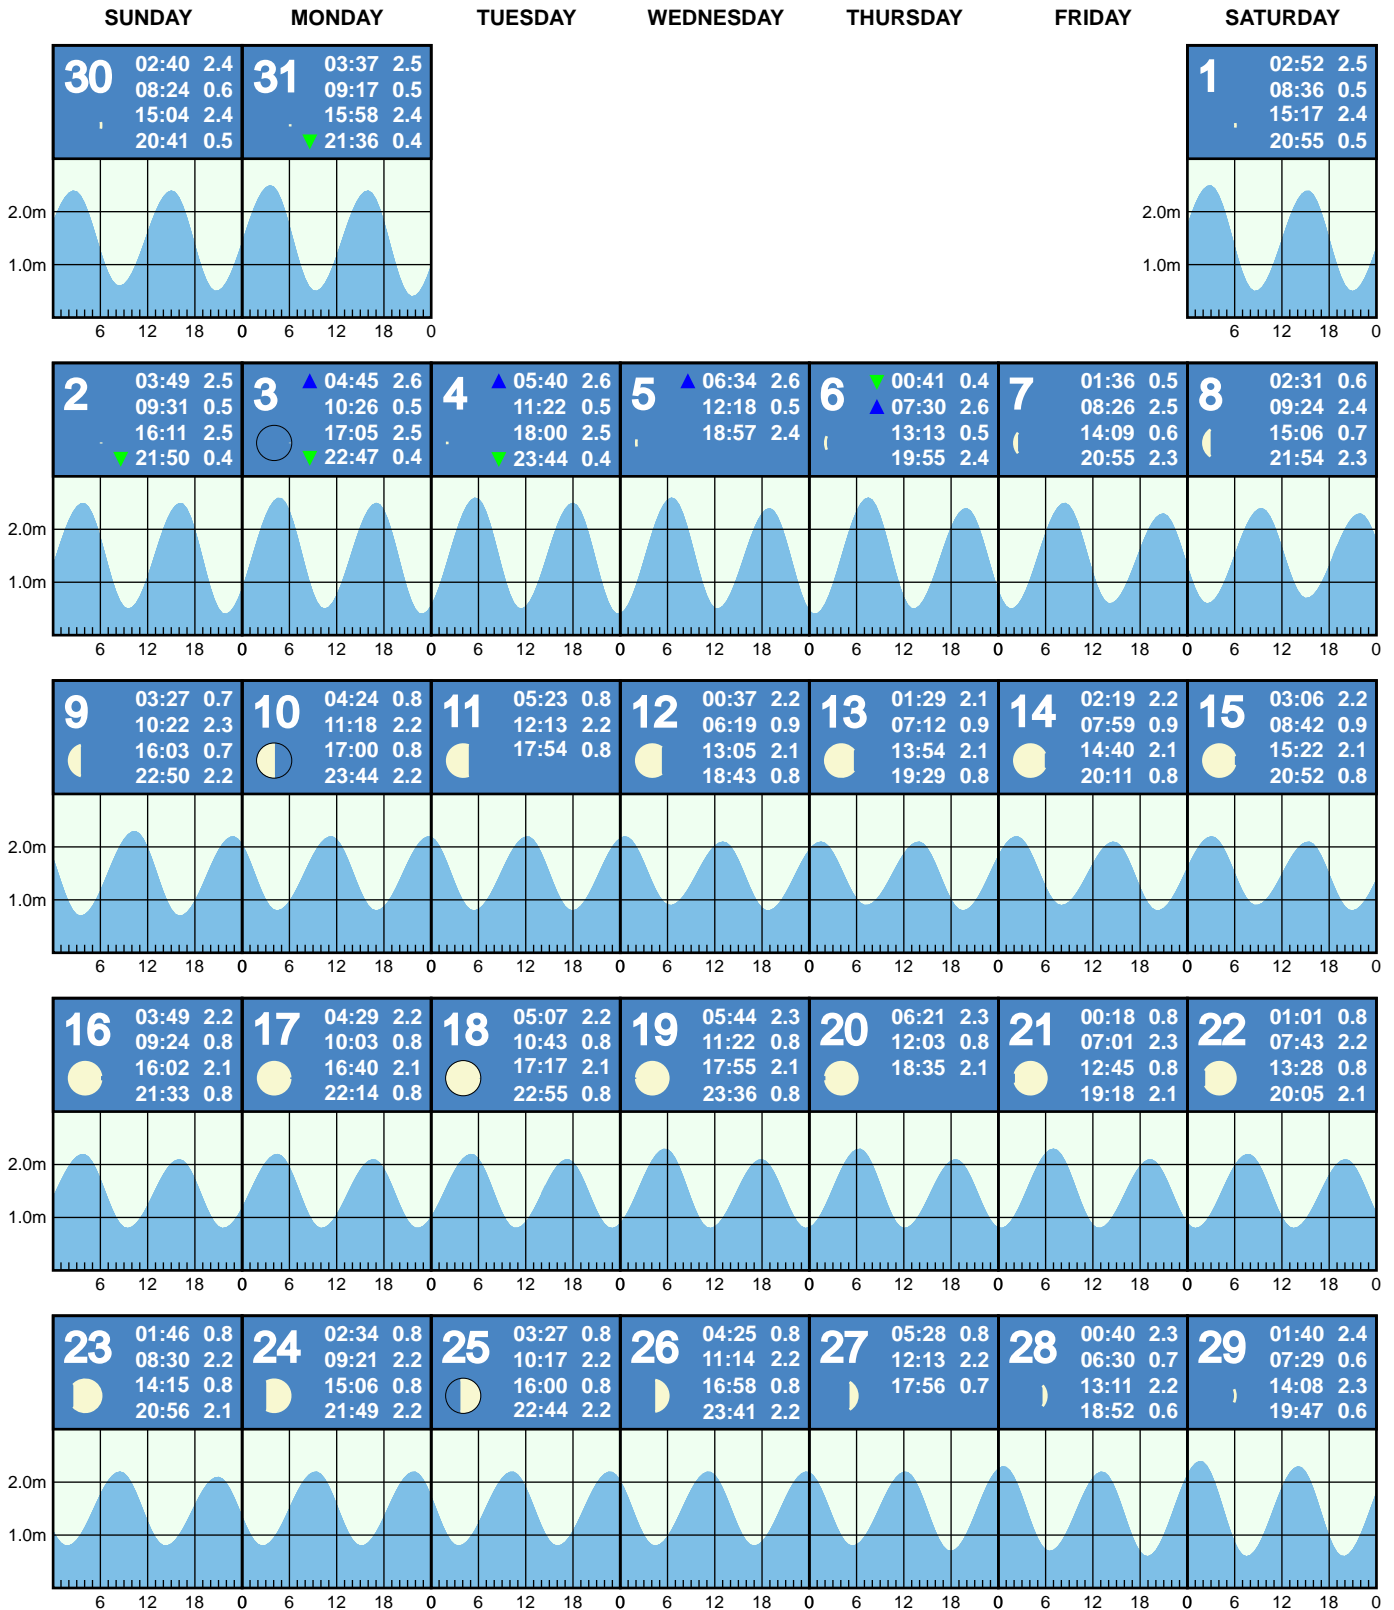 SUNDAY MONDAY TUESDAY WEDNESDAY THURSDAY FRIDAY SATURDAY
30 02:40 2.4
08:24 0.6
15:04 2.4
20:41 0.5
31 03:37 2.5
09:17 0.5
15:58 2.4
▼ 21:36 0.4
1 02:52 2.5
08:36 0.5
15:17 2.4
20:55 0.5
2.0m
1.0m
2.0m
1.0m
6 12 18 0 6 12 18 0
6 12 18 0
2 03:49 2.5
09:31 0.5
16:11 2.5
▼ 21:50 0.4
3 ▲ 04:45 2.6
10:26 0.5
17:05 2.5
▼ 22:47 0.4
4 ▲ 05:40 2.6
11:22 0.5
18:00 2.5
▼ 23:44 0.4
5 ▲ 06:34 2.6
12:18 0.5
18:57 2.4
6 ▼ 00:41 0.4
▲ 07:30 2.6
13:13 0.5
19:55 2.4
7 01:36 0.5
08:26 2.5
14:09 0.6
20:55 2.3
8 02:31 0.6
09:24 2.4
15:06 0.7
21:54 2.3
2.0m
1.0m
6 12 18 0 6 12 18 0 6 12 18 0 6 12 18 0 6 12 18 0 6 12 18 0 6 12 18 0
9 03:27 0.7
10:22 2.3
16:03 0.7
22:50 2.2
10 04:24 0.8
11:18 2.2
17:00 0.8
23:44 2.2
11 05:23 0.8
12:13 2.2
17:54 0.8
12 00:37 2.2
06:19 0.9
13:05 2.1
18:43 0.8
13 01:29 2.1
07:12 0.9
13:54 2.1
19:29 0.8
14 02:19 2.2
07:59 0.9
14:40 2.1
20:11 0.8
15 03:06 2.2
08:42 0.9
15:22 2.1
20:52 0.8
2.0m
1.0m
6 12 18 0 6 12 18 0 6 12 18 0 6 12 18 0 6 12 18 0 6 12 18 0 6 12 18 0
16 03:49 2.2
09:24 0.8
16:02 2.1
21:33 0.8
17 04:29 2.2
10:03 0.8
16:40 2.1
22:14 0.8
18 05:07 2.2
10:43 0.8
17:17 2.1
22:55 0.8
19 05:44 2.3
11:22 0.8
17:55 2.1
23:36 0.8
20 06:21 2.3
12:03 0.8
18:35 2.1
21 00:18 0.8
07:01 2.3
12:45 0.8
19:18 2.1
22 01:01 0.8
07:43 2.2
13:28 0.8
20:05 2.1
2.0m
1.0m
6 12 18 0 6 12 18 0 6 12 18 0 6 12 18 0 6 12 18 0 6 12 18 0 6 12 18 0
23 01:46 0.8
08:30 2.2
14:15 0.8
20:56 2.1
24 02:34 0.8
09:21 2.2
15:06 0.8
21:49 2.2
25 03:27 0.8
10:17 2.2
16:00 0.8
22:44 2.2
26 04:25 0.8
11:14 2.2
16:58 0.8
23:41 2.2
27 05:28 0.8
12:13 2.2
17:56 0.7
28 00:40 2.3
06:30 0.7
13:11 2.2
18:52 0.6
29 01:40 2.4
07:29 0.6
14:08 2.3
19:47 0.6
2.0m
1.0m
6 12 18 0 6 12 18 0 6 12 18 0 6 12 18 0 6 12 18 0 6 12 18 0 6 12 18 0